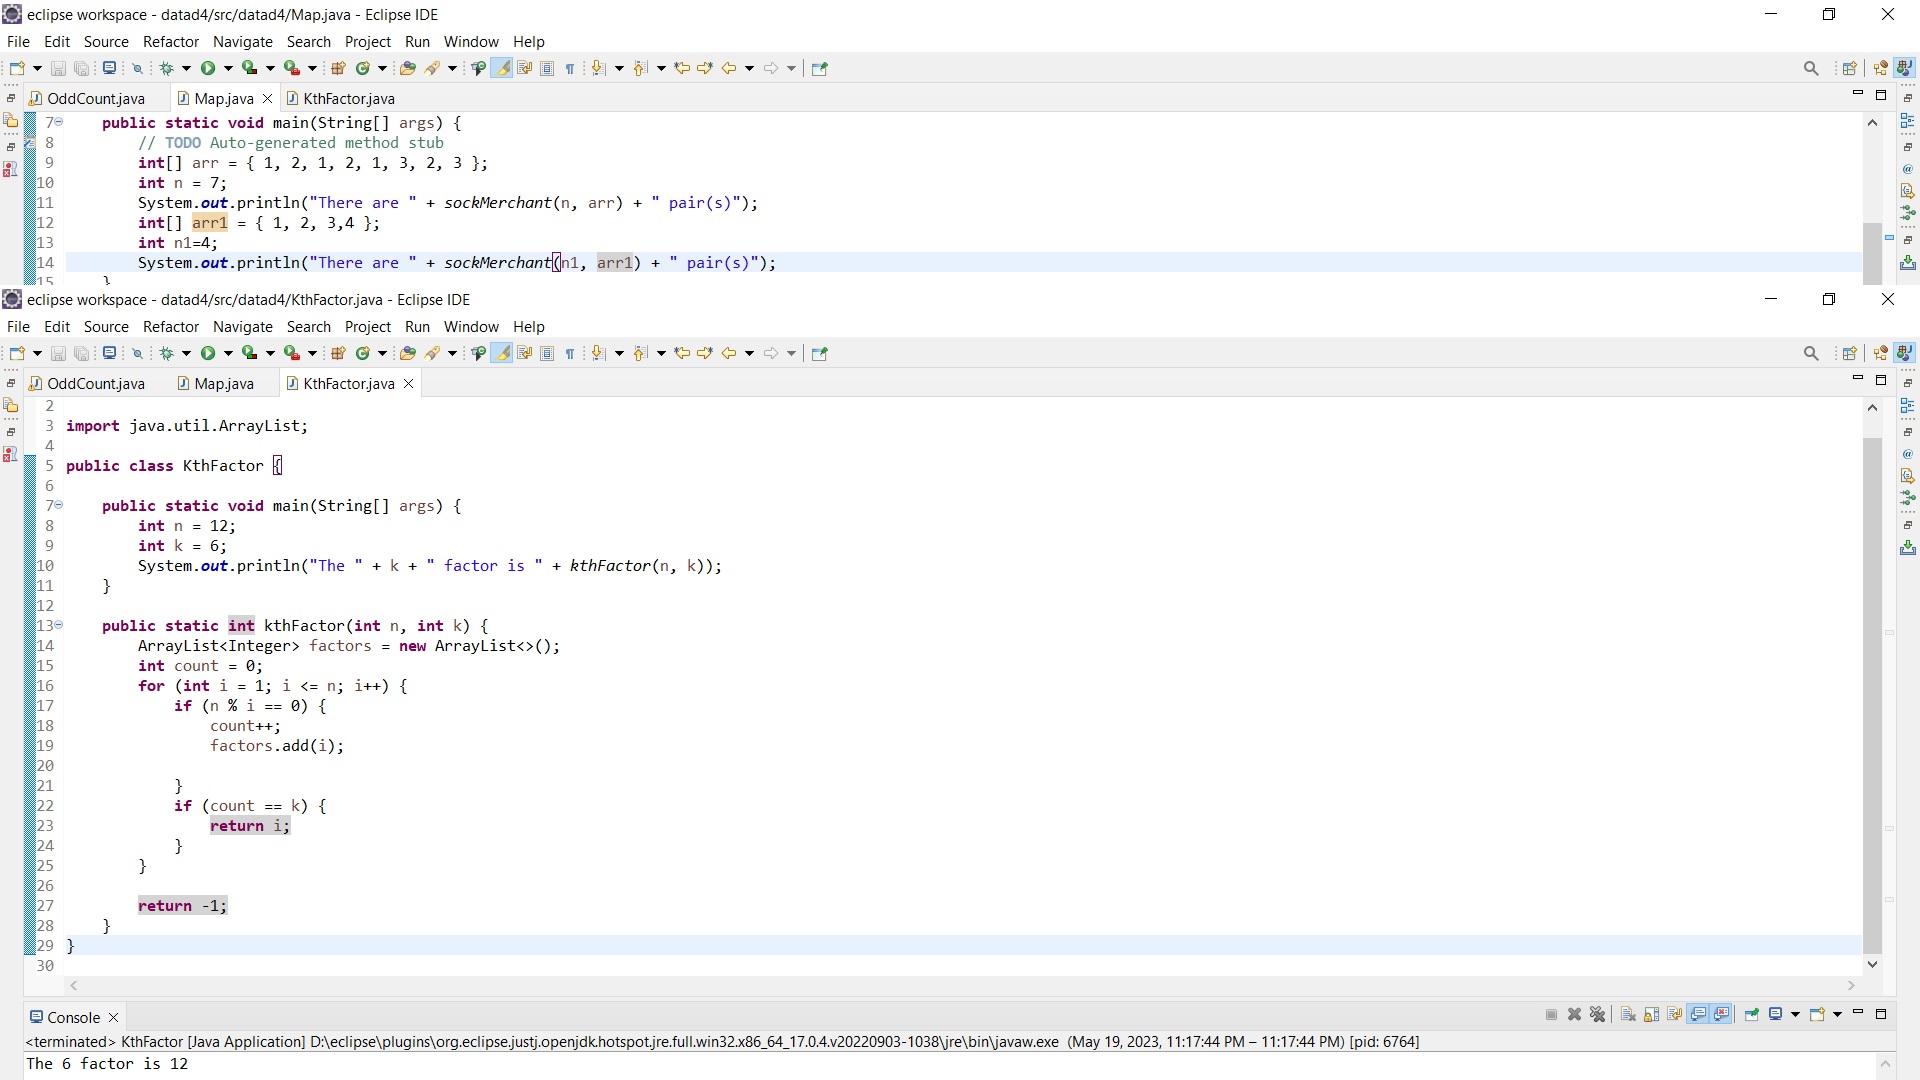 eclipse workspace - datad4/src/datad4/Map.java - Eclipse IDE
File Edit Source Refactor Navigate Search Project Run Window Help
OddCount.java Map.java KthFactor.java
7 public static void main(String[] args) {
8 // TODO Auto-generated method stub
9 int[] arr = { 1, 2, 1, 2, 1, 3, 2, 3 };
10 int n = 7;
11 System.out.println("There are " + sockMerchant(n, arr) + " pair(s)");
12 int[] arr1 = { 1, 2, 3,4 };
13 int n1=4;
14 System.out.println("There are " + sockMerchant(n1, arr1) + " pair(s)");
15 }
eclipse workspace - datad4/src/datad4/KthFactor.java - Eclipse IDE
File Edit Source Refactor Navigate Search Project Run Window Help
OddCount.java Map.java KthFactor.java
2
3 import java.util.ArrayList;
4
5 public class KthFactor {
6
7 public static void main(String[] args) {
8 int n = 12;
9 int k = 6;
10 System.out.println("The " + k + " factor is " + kthFactor(n, k));
11 }
12
13 public static int kthFactor(int n, int k) {
14 ArrayList<Integer> factors = new ArrayList<>();
15 int count = 0;
16 for (int i = 1; i <= n; i++) {
17 if (n % i == 0) {
18 count++;
19 factors.add(i);
20
21 }
22 if (count == k) {
23 return i;
24 }
25 }
26
27 return -1;
28 }
29 }
30
Console
<terminated> KthFactor [Java Application] D:\eclipse\plugins\org.eclipse.justj.openjdk.hotspot.jre.full.win32.x86_64_17.0.4.v20220903-1038\jre\bin\javaw.exe (May 19, 2023, 11:17:44 PM – 11:17:44 PM) [pid: 6764]
The 6 factor is 12